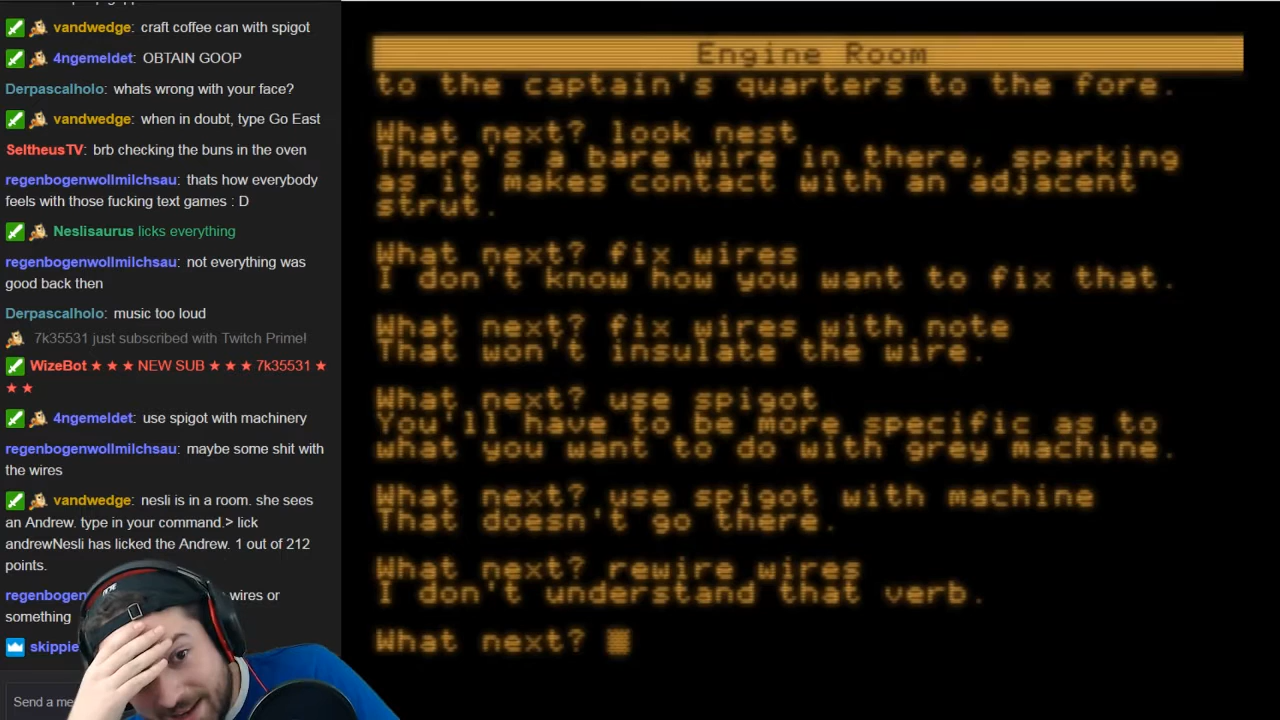 vandwedge: craft coffee can with spigot
4ngemeldet: OBTAIN GOOP
Derpascalholo: whats wrong with your face?
vandwedge: when in doubt, type Go East
SeltheusTV: brb checking the buns in the oven
regenbogenwollmilchsau: thats how everybody
feels with those fucking text games : D
Neslisaurus licks everything
regenbogenwollmilchsau: not everything was
good back then
Derpascalholo: music too loud
7k35531 just subscribed with Twitch Prime!
WizeBot ★ ★ ★ NEW SUB ★ ★ ★ 7k35531 ★
★ ★
4ngemeldet: use spigot with machinery
regenbogenwollmilchsau: maybe some shit with
the wires
vandwedge: nesli is in a room. she sees
an Andrew. type in your command.> lick
andrewNesli has licked the Andrew. 1 out of 212
points.
wires or
something
Send a
Engine Room
to the captain's quarters to the fore.
What next? look nest
There's a bare wire in there, sparking
as it makes contact with an adjacent
strut.
What next? fix wires
I don't know how you want to fix that.
What next? fix wires with note
That won't insulate the wire.
What next? use spigot
You'll have to be more specific as to
what you want to do with grey machine.
What next? use spigot with machine
That doesn't go there.
What next? rewire wires
I don't understand that verb.
What next?